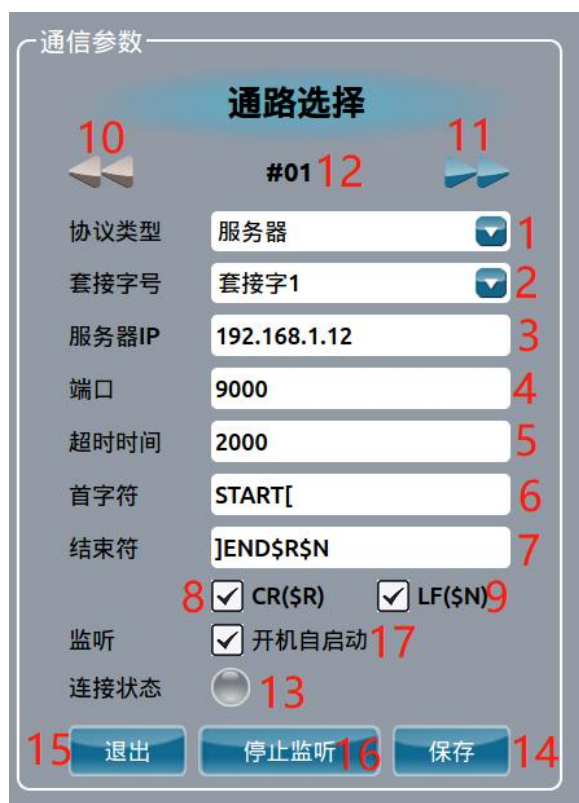 通信参数
通路选择
10 #01 12 11
协议类型 服务器 1
套接字号 套接字1 2
服务器IP 192.168.1.12 3
端口 9000 4
超时时间 2000 5
首字符 START[ 6
结束符 ]END$R$N 7
8 CR($R) LF($N) 9
监听 开机自启动 17
连接状态 13
15 退出 停止监听 16 保存 14